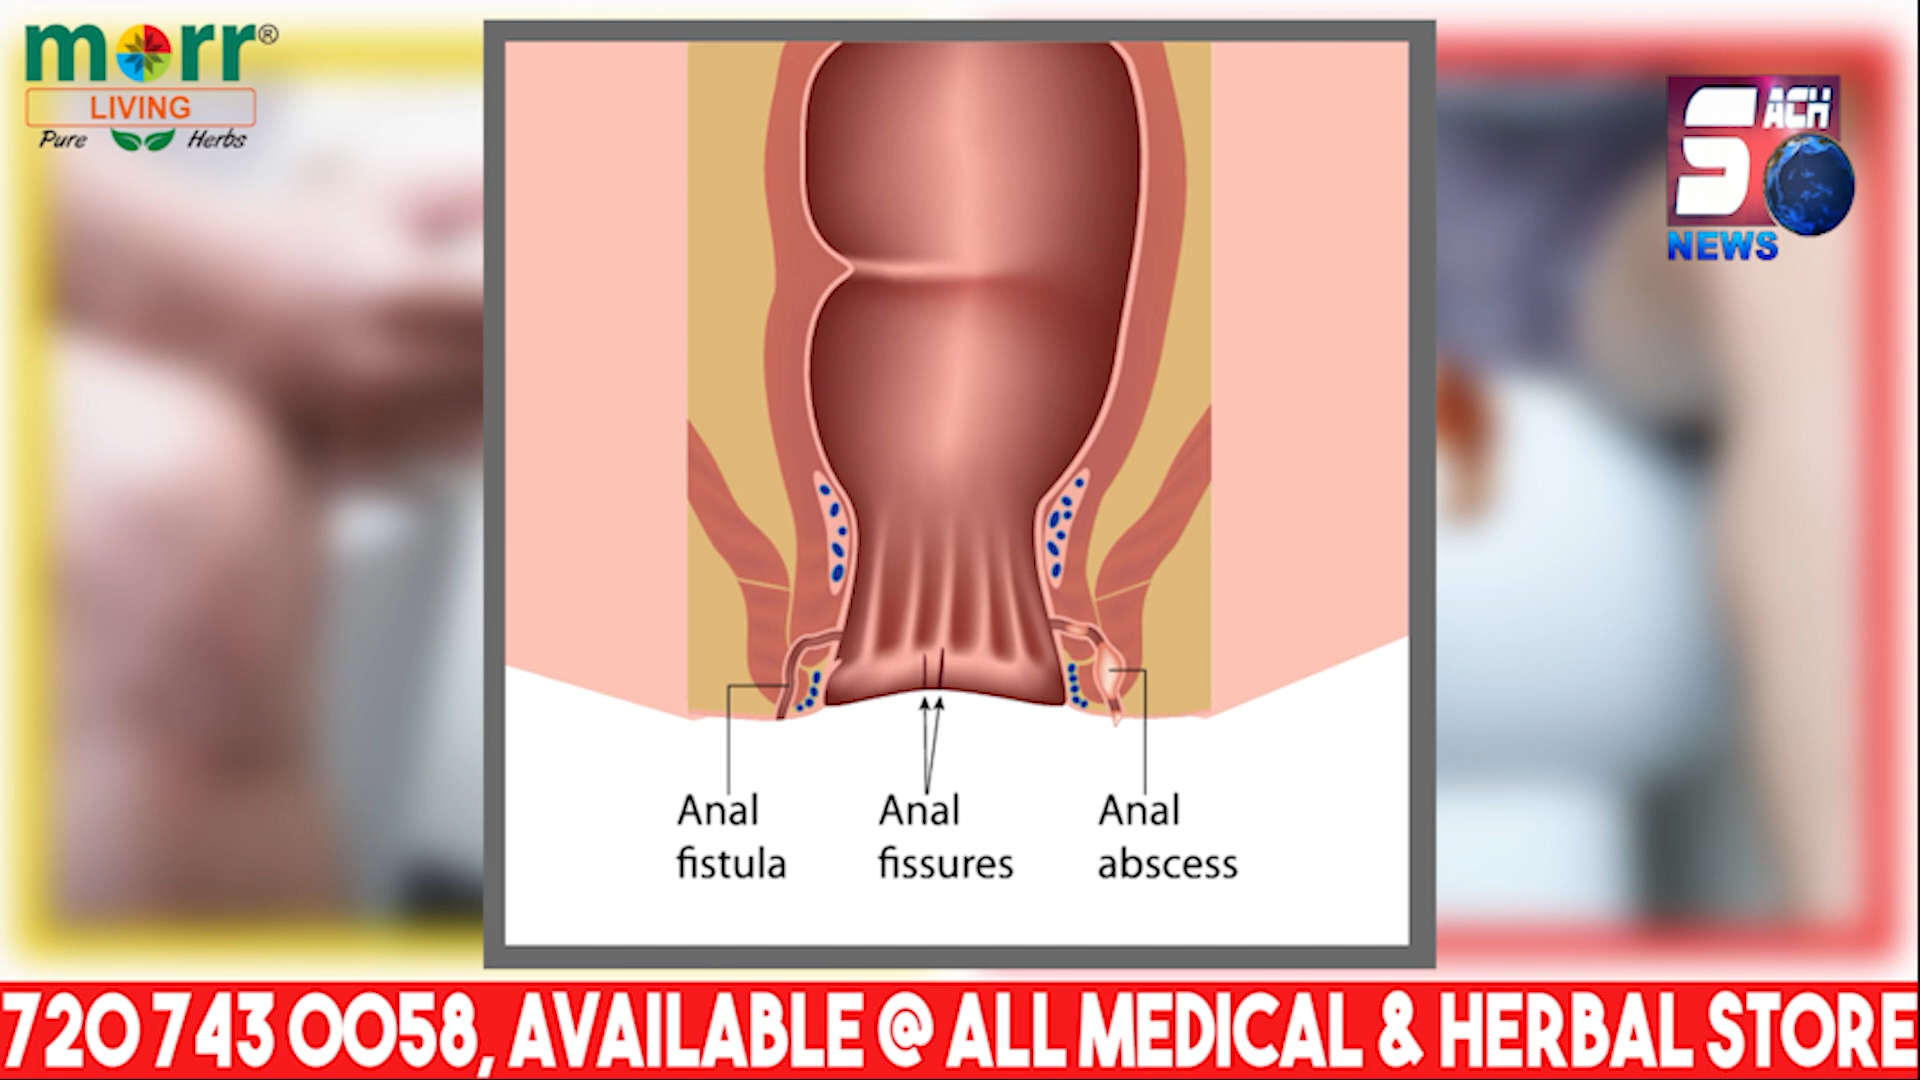 morr®
LIVING
Pure Herbs
SACH
NEWS
Anal fistula
Anal fissures
Anal abscess
720 743 0058, AVAILABLE @ ALL MEDICAL & HERBAL STORE